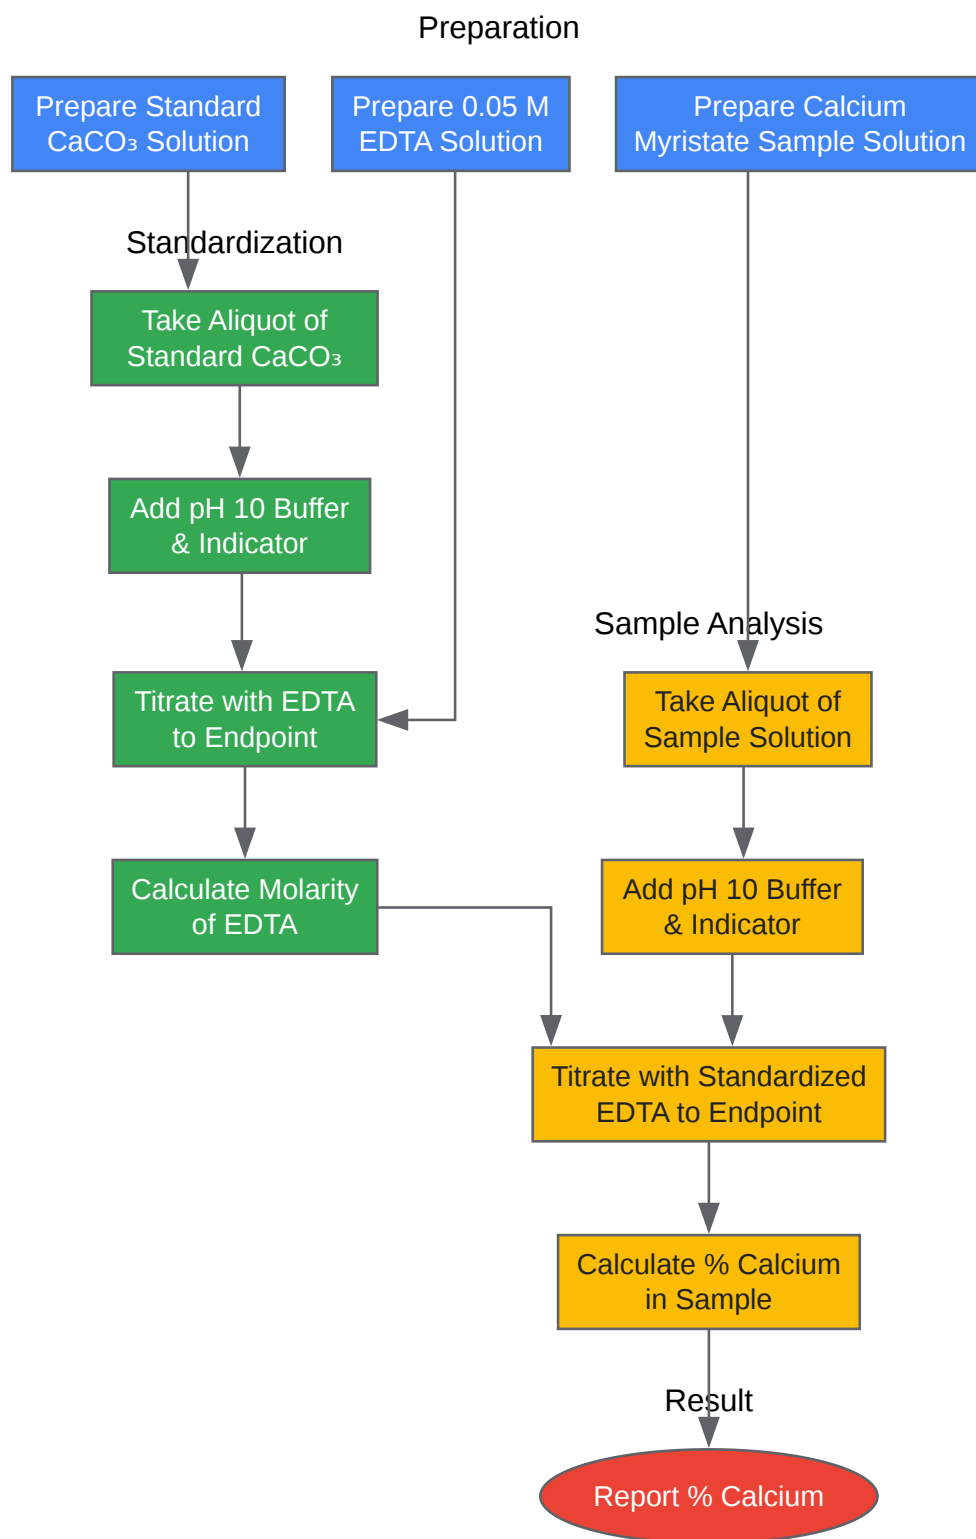 Preparation
Prepare Standard
CaCO₃ Solution
Prepare 0.05 M
EDTA Solution
Prepare Calcium
Myristate Sample Solution
Standardization
Take Aliquot of
Standard CaCO₃
Add pH 10 Buffer
& Indicator
Titrate with EDTA
to Endpoint
Calculate Molarity
of EDTA
Sample Analysis
Take Aliquot of
Sample Solution
Add pH 10 Buffer
& Indicator
Titrate with Standardized
EDTA to Endpoint
Calculate % Calcium
in Sample
Result
Report % Calcium